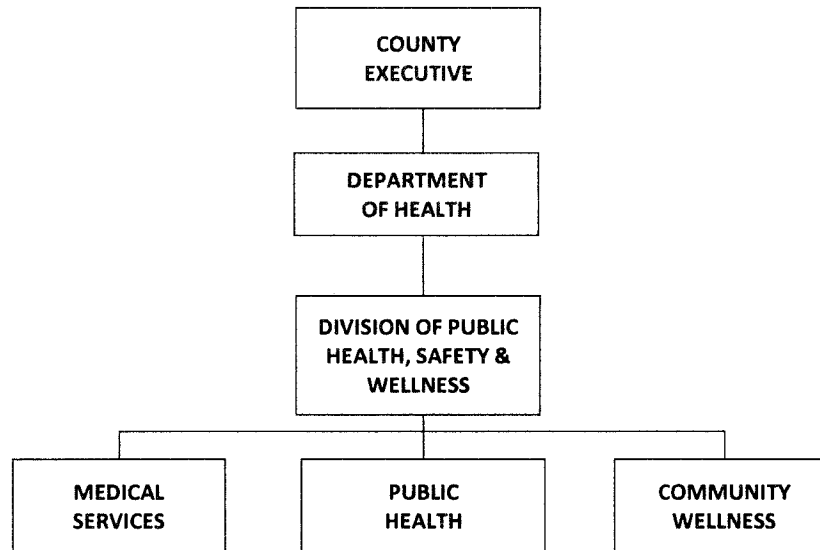 COUNTY
EXECUTIVE
DEPARTMENT
OF HEALTH
DIVISION OF PUBLIC
HEALTH, SAFETY &
WELLNESS
MEDICAL
SERVICES
PUBLIC
HEALTH
COMMUNITY
WELLNESS